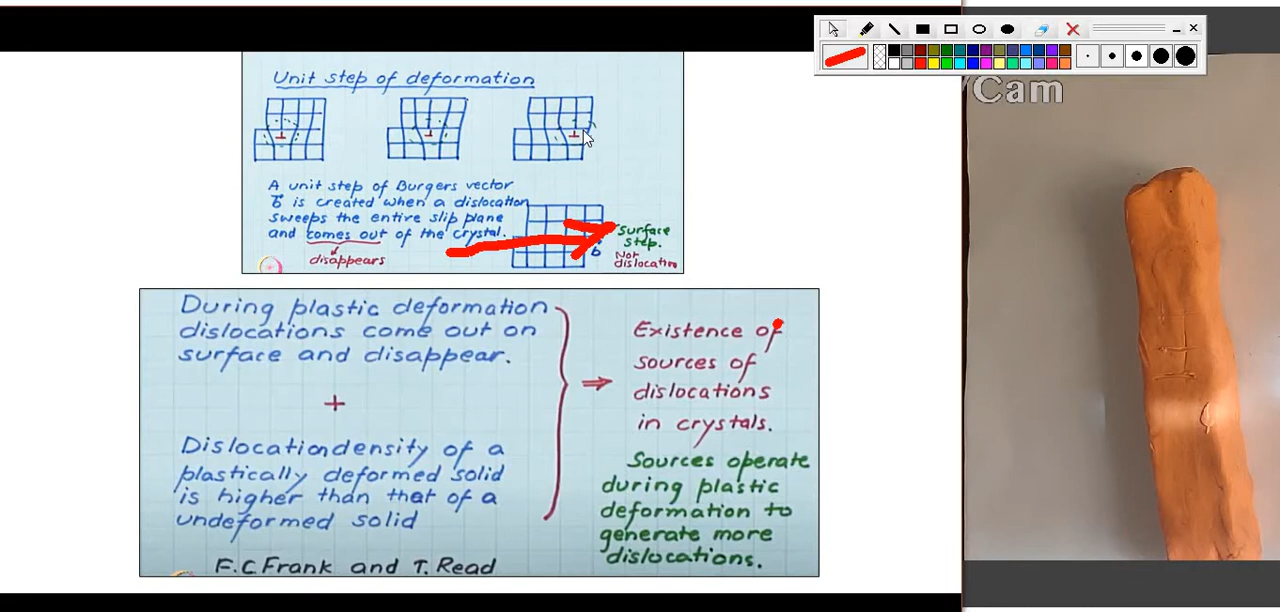 /Cam
Unit step of deformation
A unit step of Burgers vector
b is created when a dislocation
sweeps the entire slip plane
and comes out of the crystal.
disappears
b
Surface
step.
Not
dislocation
During plastic deformation
dislocations come out on
surface and disappear.
+
Dislocation density of a
plastically deformed solid
is higher than that of a
undeformed solid
F.C. Frank and T. Read
Existence of
sources of
dislocations
in crystals.
Sources operate
during plastic
deformation to
generate more
dislocations.